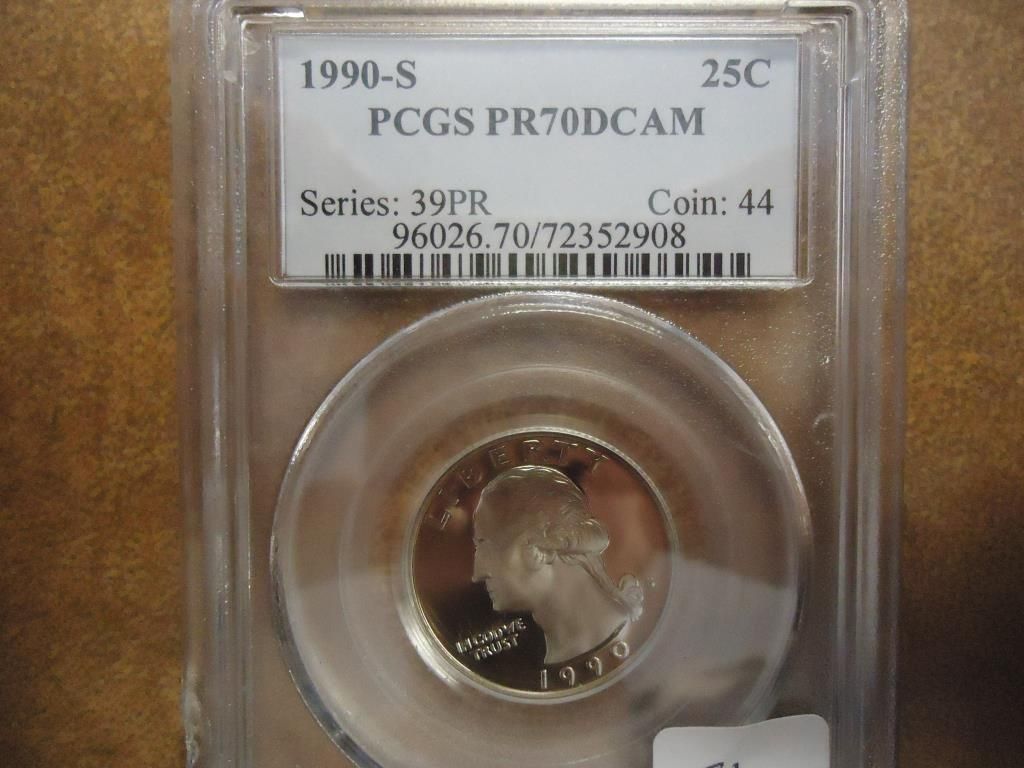 1990-S 25C
PCGS PR70DCAM
Series: 39PR Coin: 44
96026.70/72352908
LIBERTY
IN GOD WE
TRUST
1990